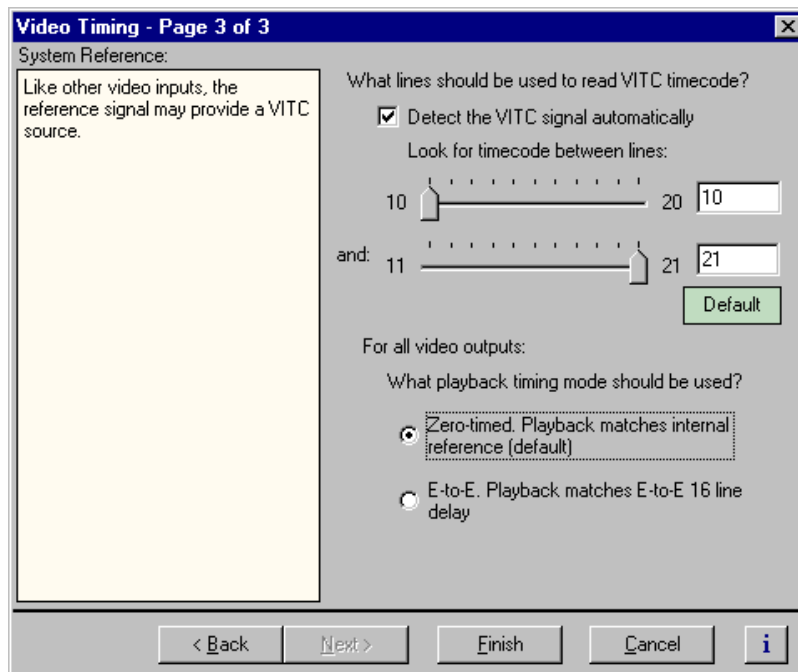 Video Timing - Page 3 of 3
System Reference:
Like other video inputs, the
reference signal may provide a VITC
source.
What lines should be used to read VITC timecode?
Detect the VITC signal automatically
Look for timecode between lines:
10 20 10
and: 11 21 21
Default
For all video outputs:
What playback timing mode should be used?
Zero-timed. Playback matches internal
reference (default)
E-to-E. Playback matches E-to-E 16 line
delay
< Back Next > Finish Cancel i